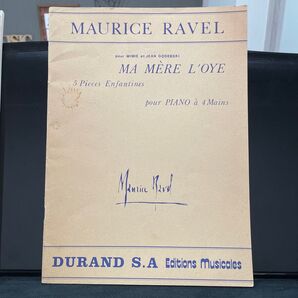 MAURICE RAVEL
pour MIMIE et JEAN GODEBSKI
MA MÈRE L'OYE
5 Pièces Enfantines
pour PIANO à 4 Mains
Maurice Ravel
DURAND S.A Editions Musicales